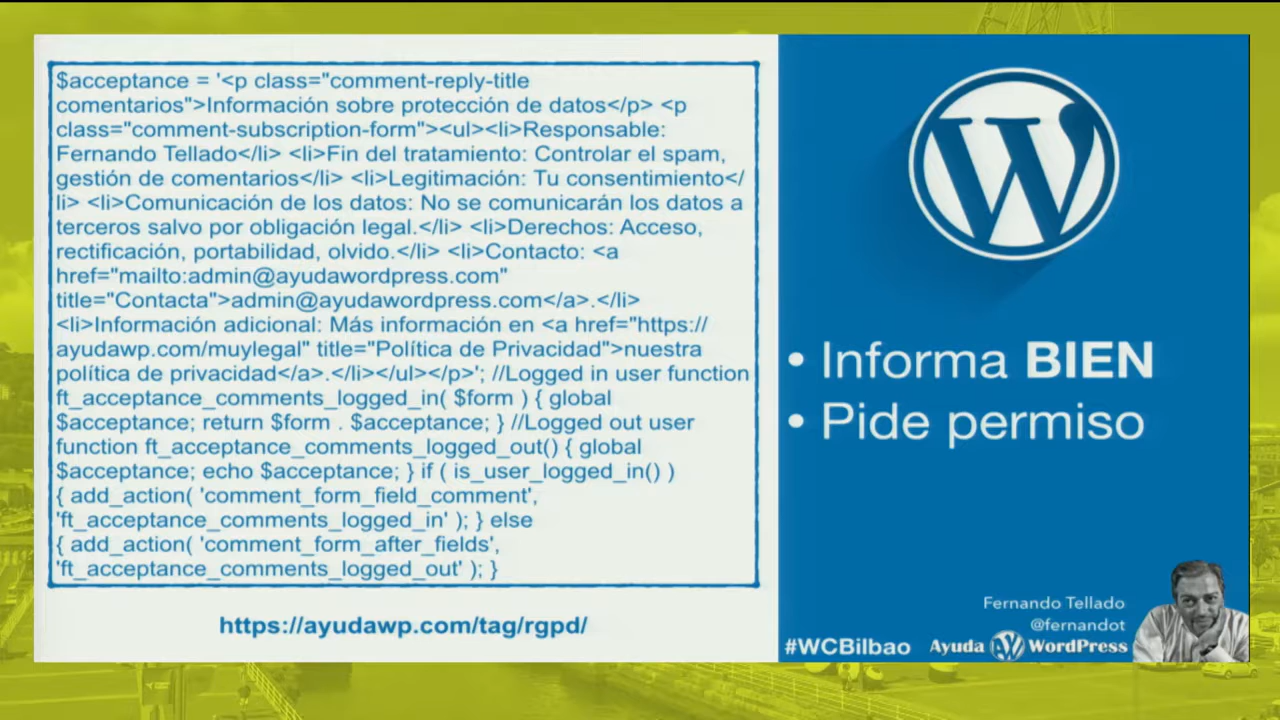 $acceptance = '<p class="comment-reply-title
comentarios">Información sobre protección de datos</p> <p
class="comment-subscription-form"><ul><li>Responsable:
Fernando Tellado</li> <li>Fin del tratamiento: Controlar el spam,
gestión de comentarios</li> <li>Legitimación: Tu consentimiento</
li> <li>Comunicación de los datos: No se comunicarán los datos a
terceros salvo por obligación legal.</li> <li>Derechos: Acceso,
rectificación, portabilidad, olvido.</li> <li>Contacto: <a
href="mailto:admin@ayudawordpress.com"
title="Contacta">admin@ayudawordpress.com</a>.</li>
<li>Información adicional: Más información en <a href="https://
ayudawp.com/muylegal" title="Política de Privacidad">nuestra
política de privacidad</a>.</li></ul></p>'; //Logged in user function
ft_acceptance_comments_logged_in( $form ) { global
$acceptance; return $form . $acceptance; } //Logged out user
function ft_acceptance_comments_logged_out() { global
$acceptance; echo $acceptance; } if ( is_user_logged_in() )
{ add_action( 'comment_form_field_comment',
'ft_acceptance_comments_logged_in' ); } else
{ add_action( 'comment_form_after_fields',
'ft_acceptance_comments_logged_out' ); }
https://ayudawp.com/tag/rgpd/
• Informa BIEN
• Pide permiso
Fernando Tellado
@fernandot
#WCBilbao Ayuda AW WordPress